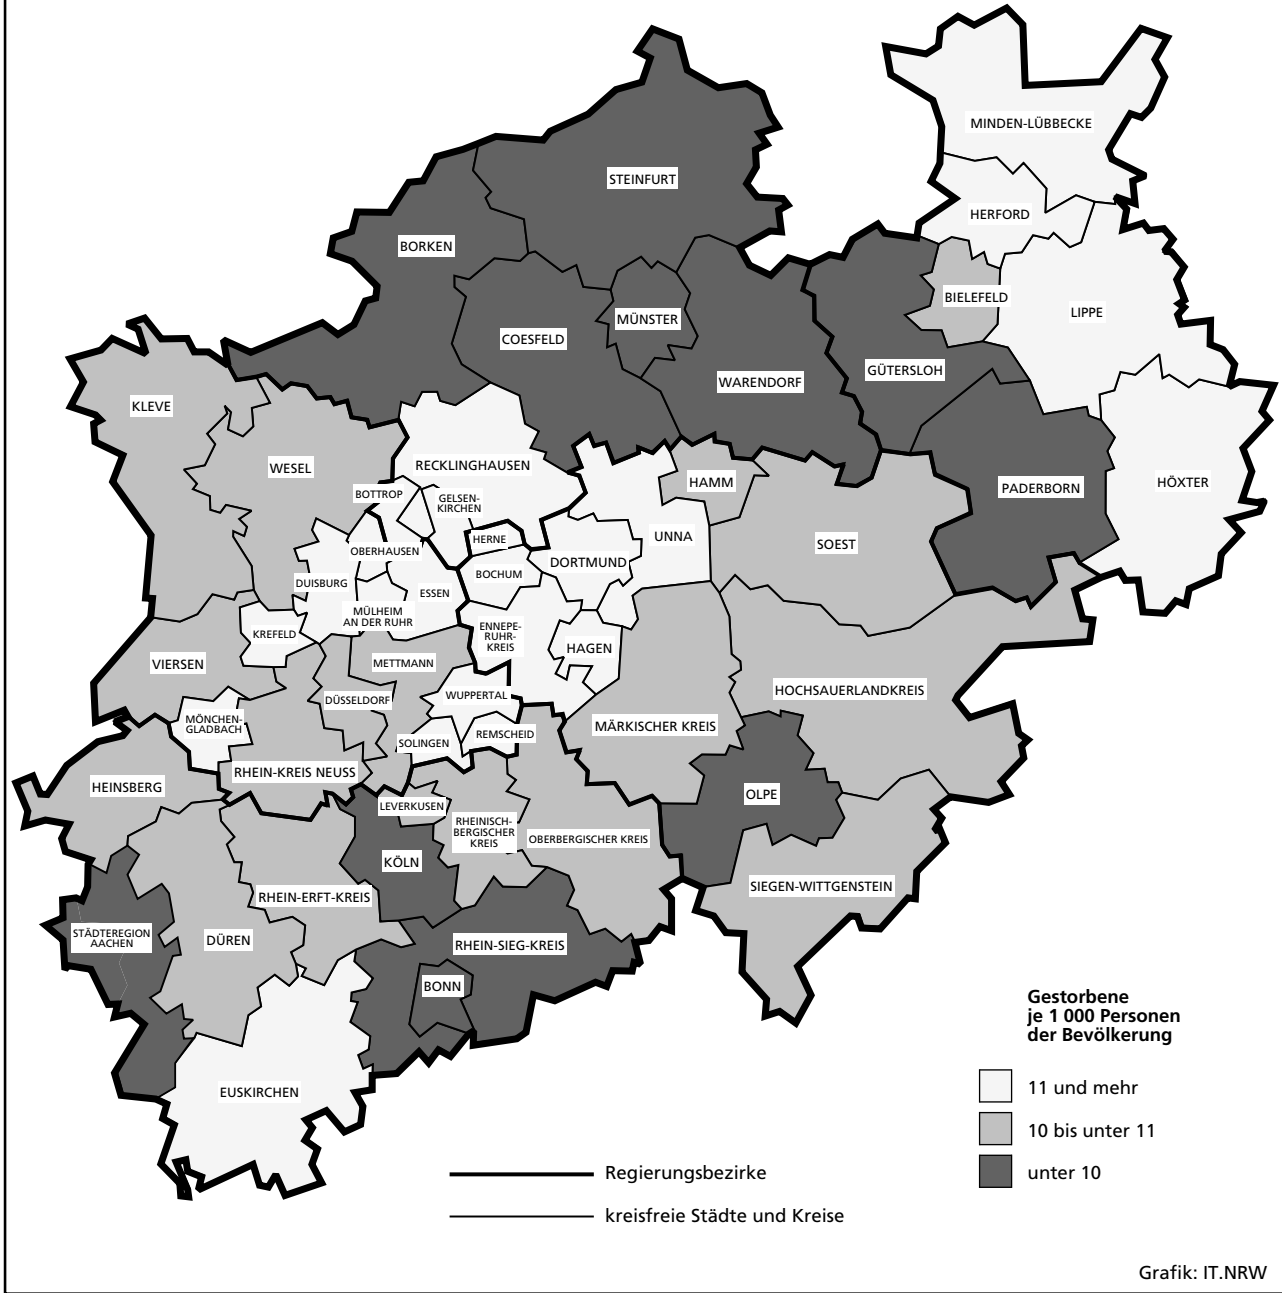 MINDEN-LÜBBECKE
STEINFURT
HERFORD
BORKEN
BIELEFELD
LIPPE
MÜNSTER
COESFELD
GÜTERSLOH
WARENDORF
KLEVE
RECKLINGHAUSEN
WESEL
HAMM
HÖXTER
PADERBORN
BOTTROP
GELSEN-
KIRCHEN
UNNA
HERNE
SOEST
OBERHAUSEN
DORTMUND
BOCHUM
DUISBURG
ESSEN
MÜLHEIM
AN DER RUHR
KREFELD
ENNEPE-
RUHR-
KREIS
HAGEN
VIERSEN
METTMANN
HOCHSAUERLANDKREIS
WUPPERTAL
DÜSSELDORF
MÖNCHEN-
GLADBACH
MÄRKISCHER KREIS
REMSCHEID
SOLINGEN
RHEIN-KREIS NEUSS
HEINSBERG
OLPE
LEVERKUSEN
RHEINISCH-
BERGISCHER
KREIS
OBERBERGISCHER KREIS
KÖLN
SIEGEN-WITTGENSTEIN
RHEIN-ERFT-KREIS
STÄDTEREGION
AACHEN
DÜREN
RHEIN-SIEG-KREIS
BONN
EUSKIRCHEN
Gestorbene
je 1 000 Personen
der Bevölkerung
11 und mehr
10 bis unter 11
unter 10
Regierungsbezirke
kreisfreie Städte und Kreise
Grafik: IT.NRW